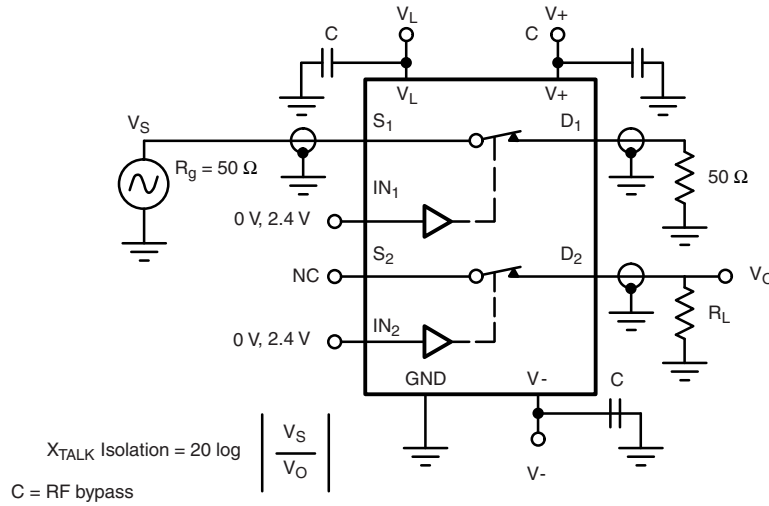 VL
V+
C
C
VL
V+
VS
S1
D1
Rg = 50 Ω
50 Ω
IN1
0 V, 2.4 V
S2
D2
NC
VO
IN2
RL
0 V, 2.4 V
GND
V-
C
XTALK Isolation = 20 log | VS / VO |
V-
C = RF bypass